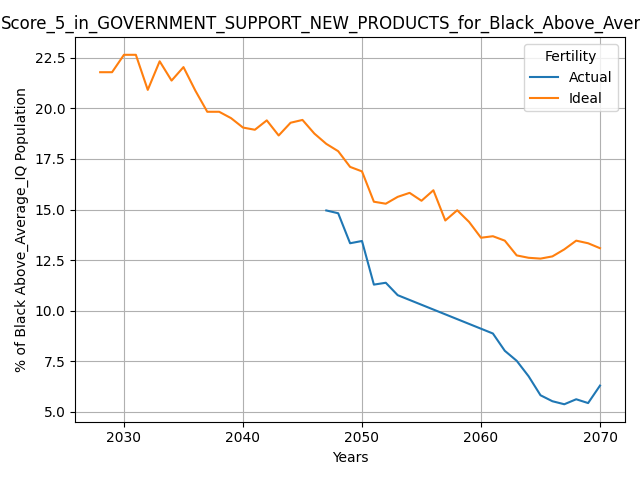 Score_5_in_GOVERNMENT_SUPPORT_NEW_PRODUCTS_for_Black_Above_Aver
22.5
20.0
17.5
15.0
12.5
10.0
7.5
5.0
% of Black Above_Average_IQ Population
Fertility
Actual
Ideal
2030
2040
2050
2060
2070
Years